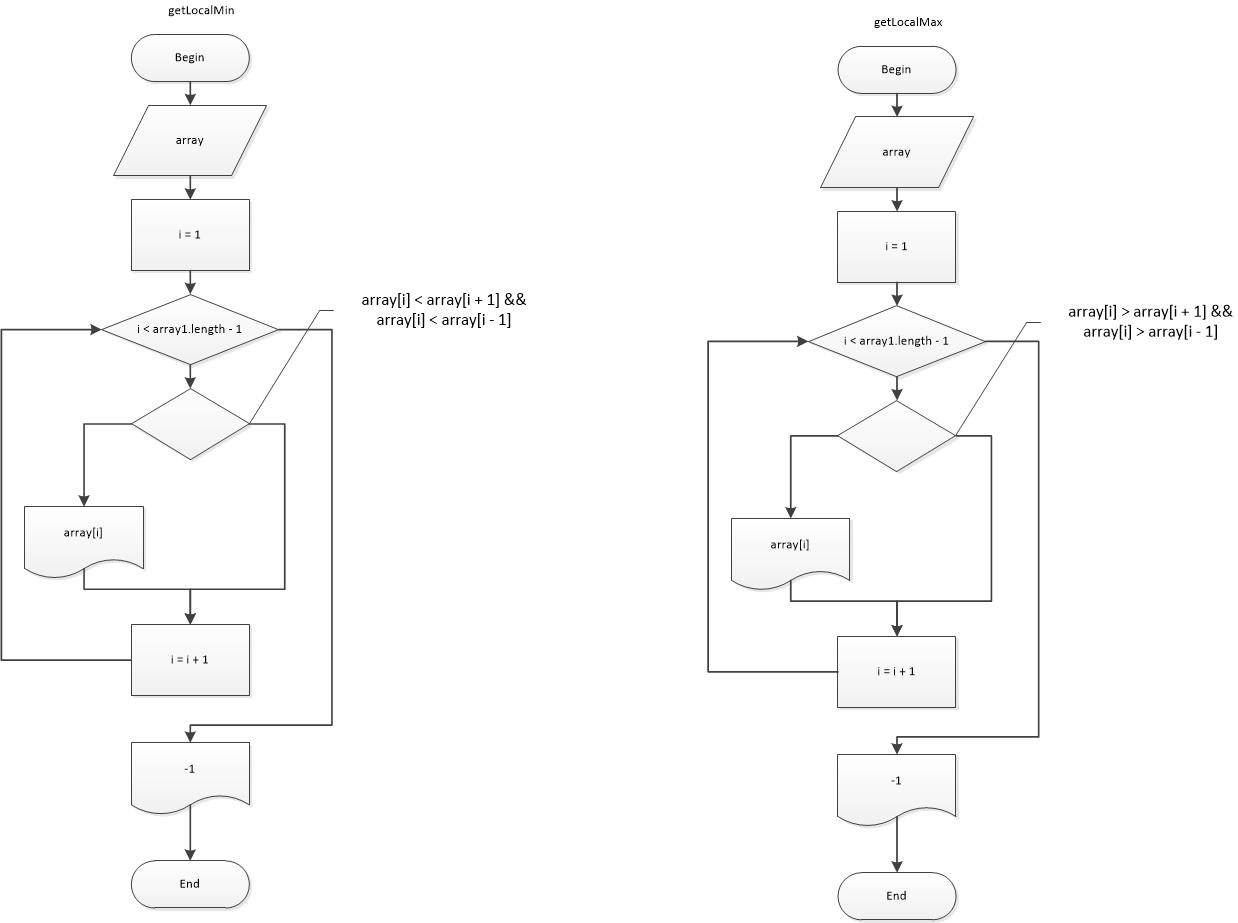 getLocalMin
Begin
array
i = 1
i < array1.length - 1
array[i] < array[i + 1] &&
array[i] < array[i - 1]
array[i]
i = i + 1
-1
End
getLocalMax
Begin
array
i = 1
i < array1.length - 1
array[i] > array[i + 1] &&
array[i] > array[i - 1]
array[i]
i = i + 1
-1
End